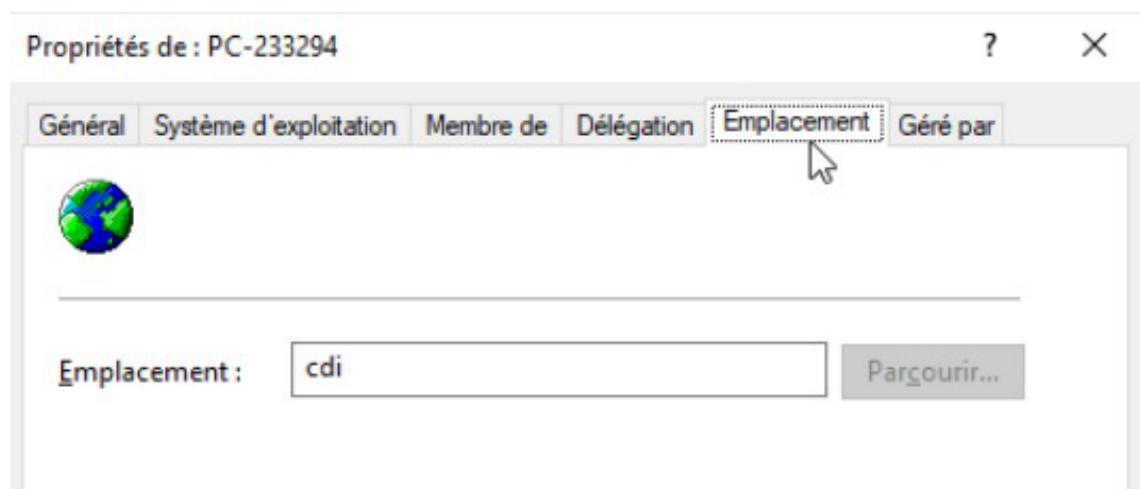 Propriétés de : PC-233294 ?
Général Système d'exploitation Membre de Délégation Emplacement Géré par
Emplacement : cdi Parcourir...